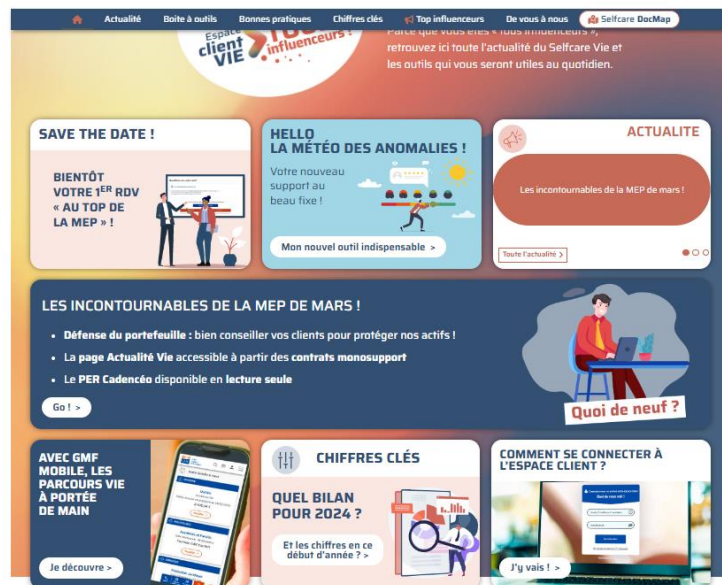 Actualité Boite à outils Bonnes pratiques Chiffres clés Top influenceurs De vous à nous Selfcare DocMap
Espace
client
VIE
influenceurs !
Parce que vous êtes « Tous influenceurs »,
retrouvez ici toute l'actualité du Selfcare Vie et
les outils qui vous seront utiles au quotidien.
SAVE THE DATE !
BIENTÔT
VOTRE 1ER RDV
« AU TOP DE
LA MEP » !
HELLO
LA MÉTÉO DES ANOMALIES !
Votre nouveau
support au
beau fixe !
Mon nouvel outil indispensable >
ACTUALITE
Les incontournables de la MEP de mars !
Toute l'actualité >
LES INCONTOURNABLES DE LA MEP DE MARS !
• Défense du portefeuille : bien conseiller vos clients pour protéger nos actifs !
• La page Actualité Vie accessible à partir des contrats monosupport
• Le PER Cadencéo disponible en lecture seule
Go ! >
Quoi de neuf ?
AVEC GMF
MOBILE, LES
PARCOURS VIE
À PORTÉE
DE MAIN
Je découvre >
CHIFFRES CLÉS
QUEL BILAN
POUR 2024 ?
Et les chiffres en ce
début d'année ? >
COMMENT SE CONNECTER À
L'ESPACE CLIENT ?
J'y vais ! >